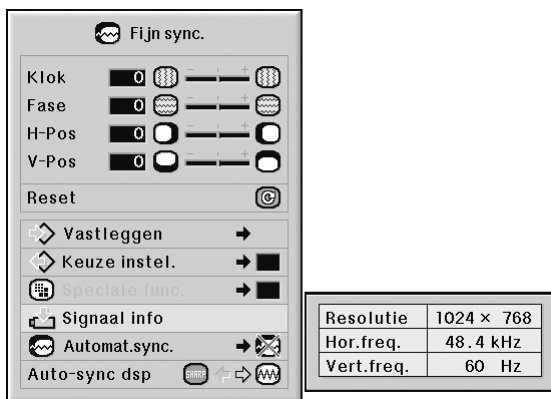 Fijn sync.
Klok 0 - +
Fase 0 - +
H-Pos 0 - +
V-Pos 0 - +
Reset
Vastleggen
Keuze instel.
Speciale func.
Signaal info
Automat.sync.
Auto-sync dsp SHARP
Resolutie 1024 × 768
Hor.freq. 48.4 kHz
Vert.freq. 60 Hz